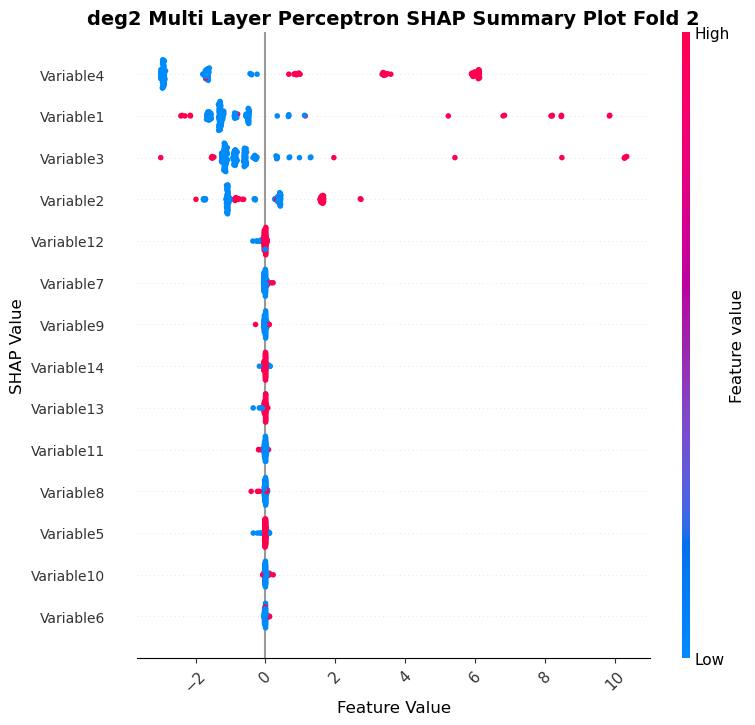 deg2 Multi Layer Perceptron SHAP Summary Plot Fold 2
High
Variable4
Variable1
Variable3
Variable2
Variable12
Variable7
Variable9
Variable14
Variable13
Variable11
Variable8
Variable5
Variable10
Variable6
SHAP Value
Feature value
Low
−2
0
2
4
6
8
10
Feature Value